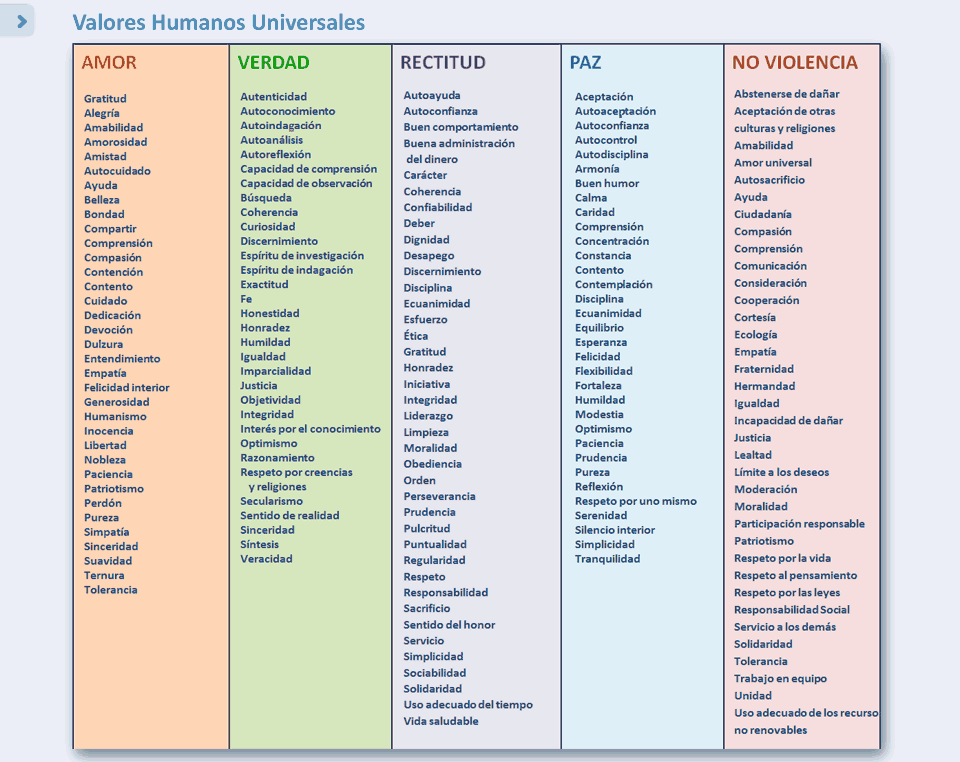 Valores Humanos Universales
AMOR
Gratitud
Alegría
Amabilidad
Amorosidad
Amistad
Autocuidado
Ayuda
Belleza
Bondad
Compartir
Comprensión
Compasión
Contención
Contento
Cuidado
Dedicación
Devoción
Dulzura
Entendimiento
Empatía
Felicidad interior
Generosidad
Humanismo
Inocencia
Libertad
Nobleza
Paciencia
Patriotismo
Perdón
Pureza
Simpatía
Sinceridad
Suavidad
Ternura
Tolerancia
VERDAD
Autenticidad
Autoconocimiento
Autoindagación
Autoanálisis
Autoreflexión
Capacidad de comprensión
Capacidad de observación
Búsqueda
Coherencia
Curiosidad
Discernimiento
Espíritu de investigación
Espíritu de indagación
Exactitud
Fe
Honestidad
Honradez
Humildad
Igualdad
Imparcialidad
Justicia
Objetividad
Integridad
Interés por el conocimiento
Optimismo
Razonamiento
Respeto por creencias
y religiones
Secularismo
Sentido de realidad
Sinceridad
Síntesis
Veracidad
RECTITUD
Autoayuda
Autoconfianza
Buen comportamiento
Buena administración
del dinero
Carácter
Coherencia
Confiabilidad
Deber
Dignidad
Desapego
Discernimiento
Disciplina
Ecuanimidad
Esfuerzo
Ética
Gratitud
Honradez
Iniciativa
Integridad
Liderazgo
Limpieza
Moralidad
Obediencia
Orden
Perseverancia
Prudencia
Pulcritud
Puntualidad
Regularidad
Respeto
Responsabilidad
Sacrificio
Sentido del honor
Servicio
Simplicidad
Sociabilidad
Solidaridad
Uso adecuado del tiempo
Vida saludable
PAZ
Aceptación
Autoaceptación
Autoconfianza
Autocontrol
Autodisciplina
Armonía
Buen humor
Calma
Caridad
Comprensión
Concentración
Constancia
Contento
Contemplación
Disciplina
Ecuanimidad
Equilibrio
Esperanza
Felicidad
Flexibilidad
Fortaleza
Humildad
Modestia
Optimismo
Paciencia
Prudencia
Pureza
Reflexión
Respeto por uno mismo
Serenidad
Silencio interior
Simplicidad
Tranquilidad
NO VIOLENCIA
Abstenerse de dañar
Aceptación de otras
culturas y religiones
Amabilidad
Amor universal
Autosacrificio
Ayuda
Ciudadanía
Compasión
Comprensión
Comunicación
Consideración
Cooperación
Cortesía
Ecología
Empatía
Fraternidad
Hermandad
Igualdad
Incapacidad de dañar
Justicia
Lealtad
Límite a los deseos
Moderación
Moralidad
Participación responsable
Patriotismo
Respeto por la vida
Respeto al pensamiento
Respeto por las leyes
Responsabilidad Social
Servicio a los demás
Solidaridad
Tolerancia
Trabajo en equipo
Unidad
Uso adecuado de los recurso
no renovables